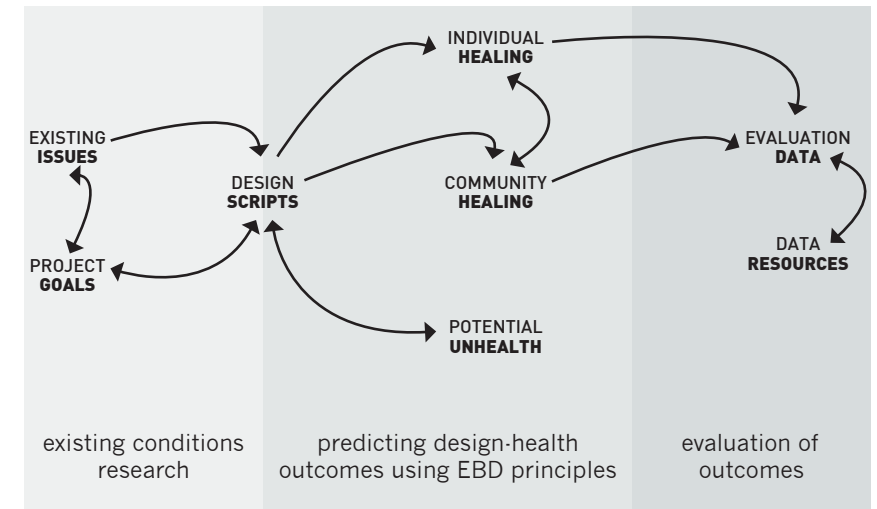 INDIVIDUAL
HEALING
EXISTING
ISSUES
EVALUATION
DATA
DESIGN
SCRIPTS
COMMUNITY
HEALING
PROJECT
GOALS
DATA
RESOURCES
POTENTIAL
UNHEALTH
existing conditions
research
predicting design-health
outcomes using EBD principles
evaluation of
outcomes